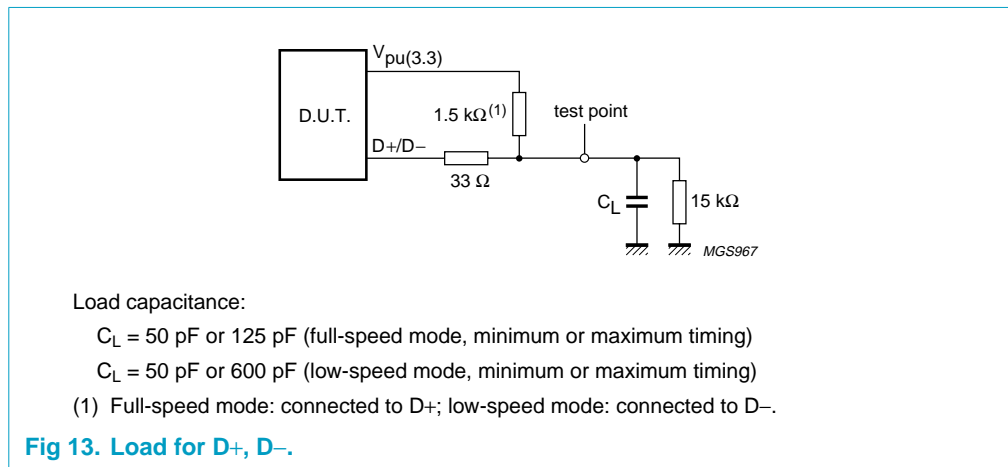 Vpu(3.3)
D.U.T.
1.5 kΩ(1)
test point
D+/D−
33 Ω
CL
15 kΩ
MGS967
Load capacitance:
CL = 50 pF or 125 pF (full-speed mode, minimum or maximum timing)
CL = 50 pF or 600 pF (low-speed mode, minimum or maximum timing)
(1) Full-speed mode: connected to D+; low-speed mode: connected to D−.
Fig 13. Load for D+, D−.